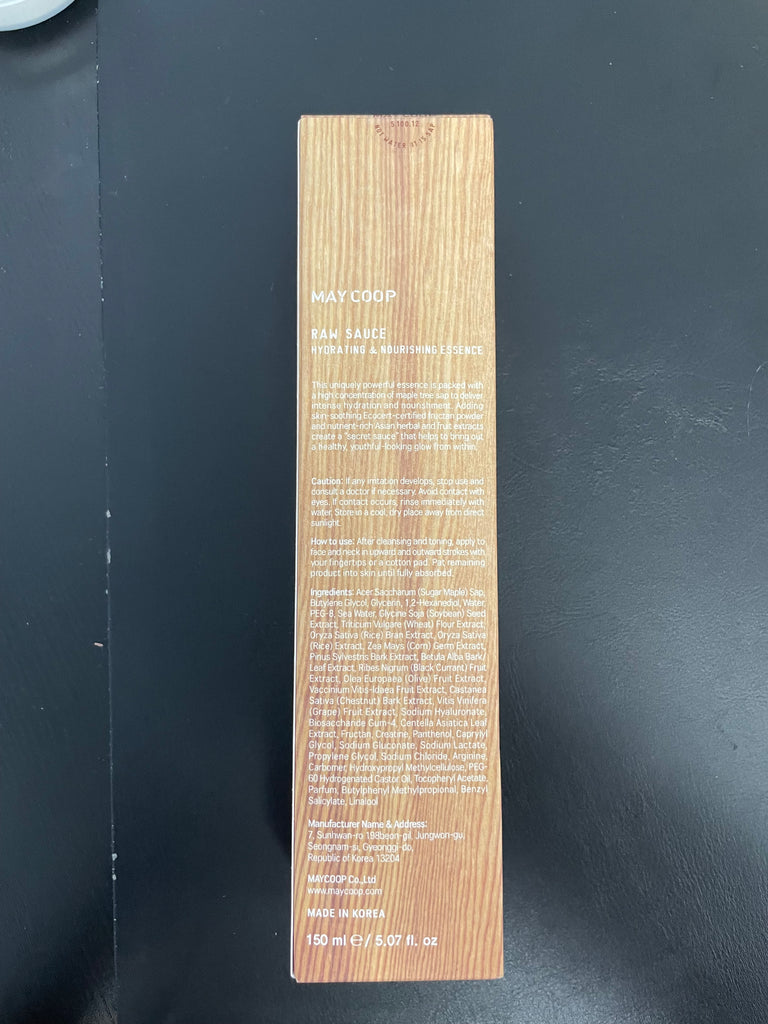 5.100.12
NOT WATER IT IS SAP
MAY COOP
RAW SAUCE
HYDRATING & NOURISHING ESSENCE
This uniquely powerful essence is packed with
a high concentration of maple tree sap to deliver
intense hydration and nourishment. Adding
skin-soothing Ecocert-certified fructan powder
and nutrient-rich Asian herbal and fruit extracts
create a "secret sauce" that helps to bring out
a healthy, youthful-looking glow from within.
Caution: If any irritation develops, stop use and
consult a doctor if necessary. Avoid contact with
eyes. If contact occurs, rinse immediately with
water. Store in a cool, dry place away from direct
sunlight.
How to use: After cleansing and toning, apply to
face and neck in upward and outward strokes with
your fingertips or a cotton pad. Pat remaining
product into skin until fully absorbed.
Ingredients: Acer Saccharum (Sugar Maple) Sap,
Butylene Glycol, Glycerin, 1,2-Hexanediol, Water,
PEG-8, Sea Water, Glycine Soja (Soybean) Seed
Extract, Triticum Vulgare (Wheat) Flour Extract,
Oryza Sativa (Rice) Bran Extract, Oryza Sativa
(Rice) Extract, Zea Mays (Corn) Germ Extract,
Pinus Sylvestris Bark Extract, Betula Alba Bark/
Leaf Extract, Ribes Nigrum (Black Currant) Fruit
Extract, Olea Europaea (Olive) Fruit Extract,
Vaccinium Vitis-Idaea Fruit Extract, Castanea
Sativa (Chestnut) Bark Extract, Vitis Vinifera
(Grape) Fruit Extract, Sodium Hyaluronate,
Biosaccharide Gum-4, Centella Asiatica Leaf
Extract, Fructan, Creatine, Panthenol, Caprylyl
Glycol, Sodium Gluconate, Sodium Lactate,
Propylene Glycol, Sodium Chloride, Arginine,
Carbomer, Hydroxypropyl Methylcellulose, PEG-
60 Hydrogenated Castor Oil, Tocopheryl Acetate,
Parfum, Butylphenyl Methylpropional, Benzyl
Salicylate, Linalool
Manufacturer Name & Address:
7, Sunhwan-ro 198beon-gil, Jungwon-gu,
Seongnam-si, Gyeonggi-do,
Republic of Korea 13204
MAYCOOP Co.,Ltd
www.maycoop.com
MADE IN KOREA
150 ml ℮ / 5.07 fl. oz